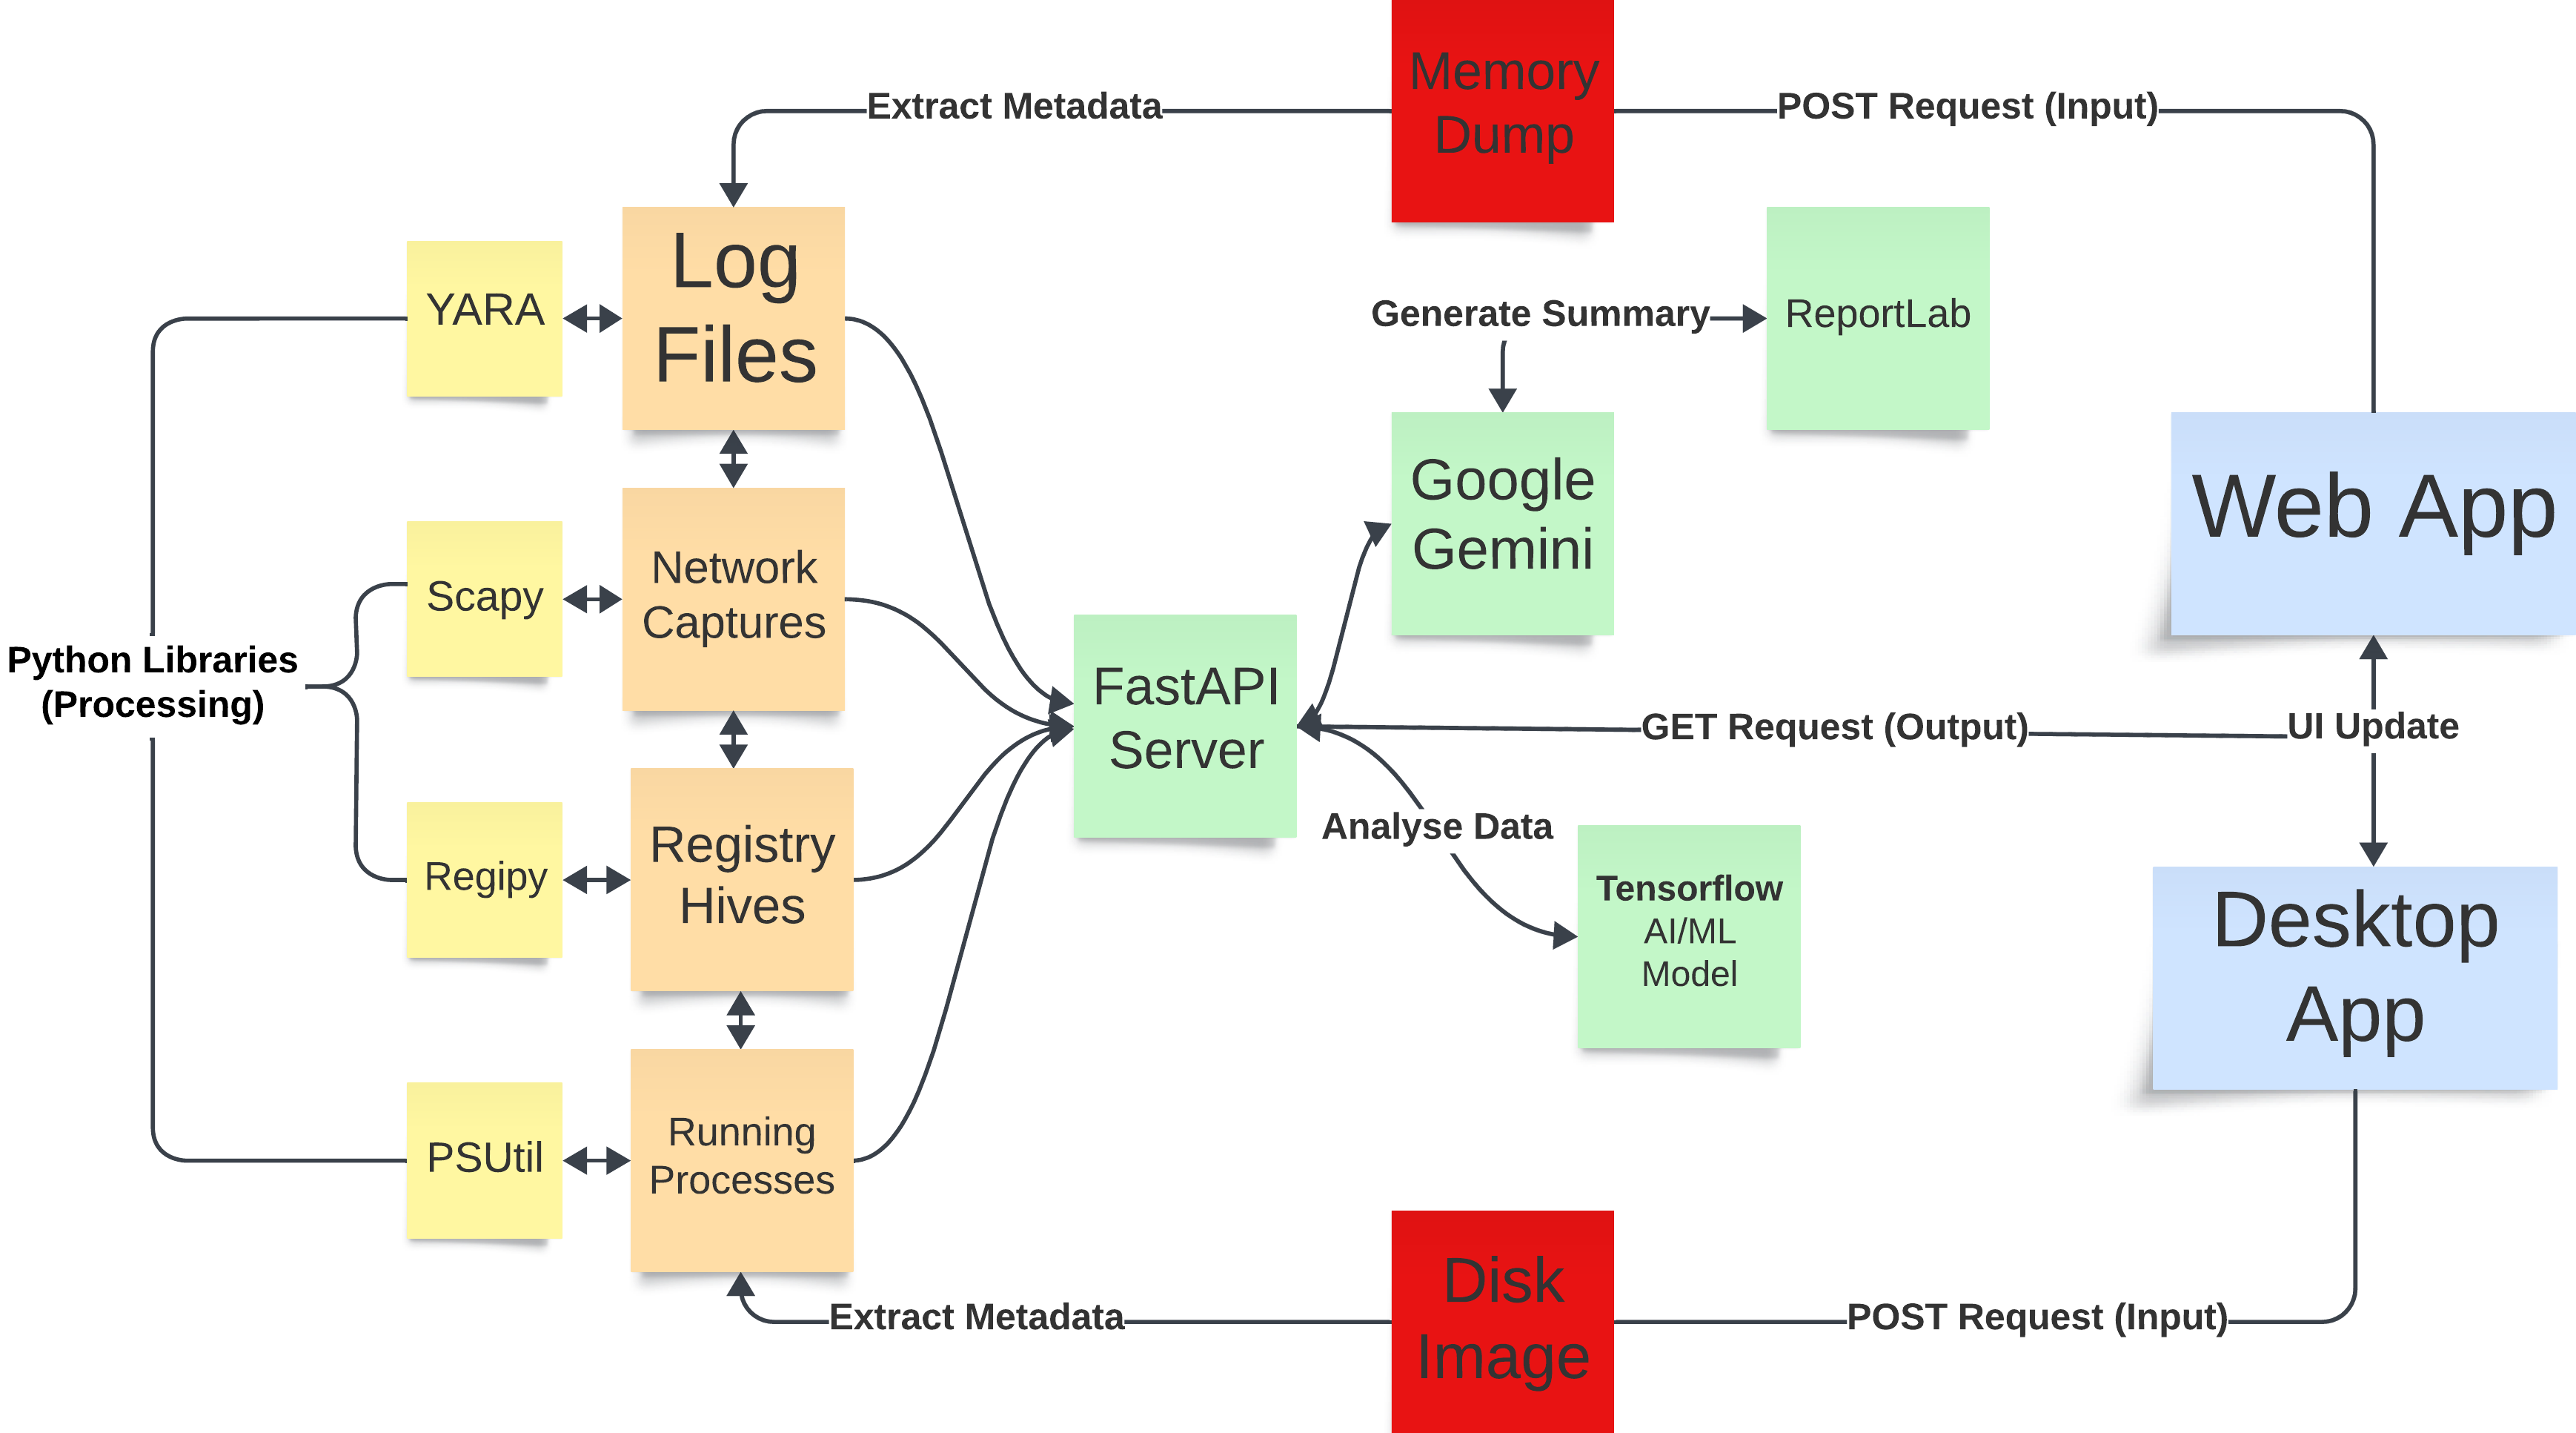 Memory
Dump
Extract Metadata
POST Request (Input)
Log
Files
YARA
Generate Summary
ReportLab
Google
Gemini
Web App
Network
Captures
Scapy
Python Libraries
(Processing)
FastAPI
Server
GET Request (Output)
UI Update
Analyse Data
Registry
Hives
Regipy
Tensorflow
AI/ML
Model
Desktop
App
Running
Processes
PSUtil
Disk
Image
Extract Metadata
POST Request (Input)